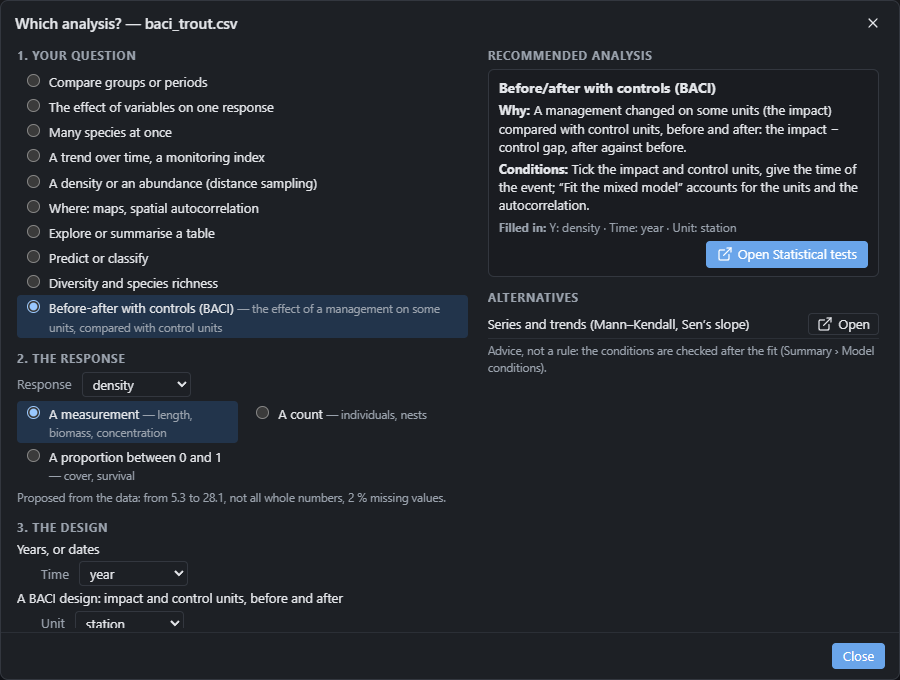 Which analysis? — baci_trout.csv
1. YOUR QUESTION
Compare groups or periods
The effect of variables on one response
Many species at once
A trend over time, a monitoring index
A density or an abundance (distance sampling)
Where: maps, spatial autocorrelation
Explore or summarise a table
Predict or classify
Diversity and species richness
Before-after with controls (BACI) — the effect of a management on some
units, compared with control units
2. THE RESPONSE
Response density
A measurement — length,
biomass, concentration
A count — individuals, nests
A proportion between 0 and 1
— cover, survival
Proposed from the data: from 5.3 to 28.1, not all whole numbers, 2 % missing values.
3. THE DESIGN
Years, or dates
Time year
A BACI design: impact and control units, before and after
Unit station
RECOMMENDED ANALYSIS
Before/after with controls (BACI)
Why: A management changed on some units (the impact)
compared with control units, before and after: the impact −
control gap, after against before.
Conditions: Tick the impact and control units, give the time of
the event; “Fit the mixed model” accounts for the units and the
autocorrelation.
Filled in: Y: density · Time: year · Unit: station
Open Statistical tests
ALTERNATIVES
Series and trends (Mann–Kendall, Sen’s slope)
Open
Advice, not a rule: the conditions are checked after the fit (Summary › Model
conditions).
Close